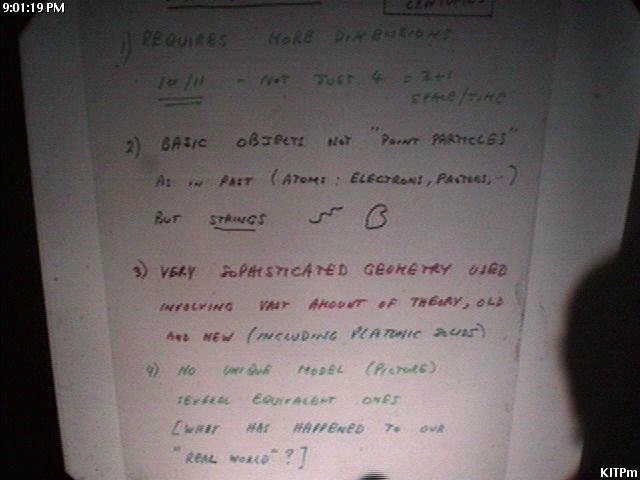 9:01:19 PM
CENTURIES
1) REQUIRES MORE DIMENSIONS
10/11 - NOT JUST 4 = 3+1
SPACE/TIME
2) BASIC OBJECTS NOT "POINT PARTICLES"
AS IN PAST (ATOMS: ELECTRONS, PROTONS, --)
BUT STRINGS
3) VERY SOPHISTICATED GEOMETRY USED
INVOLVING VAST AMOUNT OF THEORY, OLD
AND NEW (INCLUDING PLATONIC SOLIDS)
4) NO UNIQUE MODEL (PICTURE)
SEVERAL EQUIVALENT ONES
[WHAT HAS HAPPENED TO OUR
"REAL WORLD"?]
KITPm